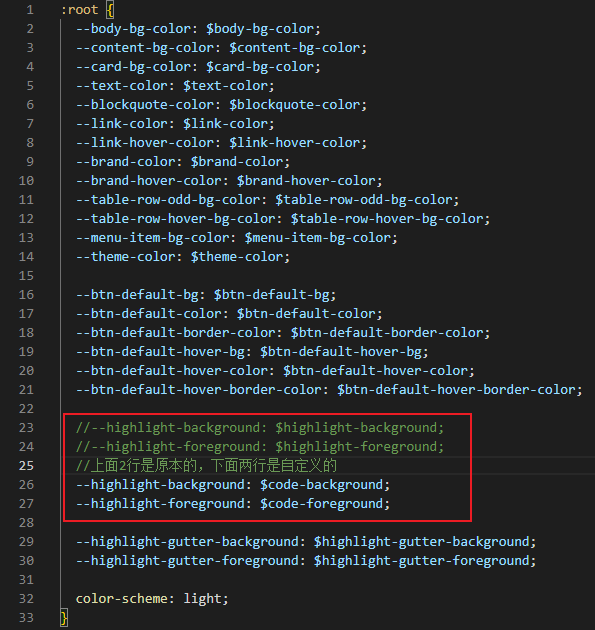 1 :root {
2 --body-bg-color: $body-bg-color;
3 --content-bg-color: $content-bg-color;
4 --card-bg-color: $card-bg-color;
5 --text-color: $text-color;
6 --blockquote-color: $blockquote-color;
7 --link-color: $link-color;
8 --link-hover-color: $link-hover-color;
9 --brand-color: $brand-color;
10 --brand-hover-color: $brand-hover-color;
11 --table-row-odd-bg-color: $table-row-odd-bg-color;
12 --table-row-hover-bg-color: $table-row-hover-bg-color;
13 --menu-item-bg-color: $menu-item-bg-color;
14 --theme-color: $theme-color;
15
16 --btn-default-bg: $btn-default-bg;
17 --btn-default-color: $btn-default-color;
18 --btn-default-border-color: $btn-default-border-color;
19 --btn-default-hover-bg: $btn-default-hover-bg;
20 --btn-default-hover-color: $btn-default-hover-color;
21 --btn-default-hover-border-color: $btn-default-hover-border-color;
22
23 //--highlight-background: $highlight-background;
24 //--highlight-foreground: $highlight-foreground;
25 //上面2行是原本的，下面两行是自定义的
26 --highlight-background: $code-background;
27 --highlight-foreground: $code-foreground;
28
29 --highlight-gutter-background: $highlight-gutter-background;
30 --highlight-gutter-foreground: $highlight-gutter-foreground;
31
32 color-scheme: light;
33 }